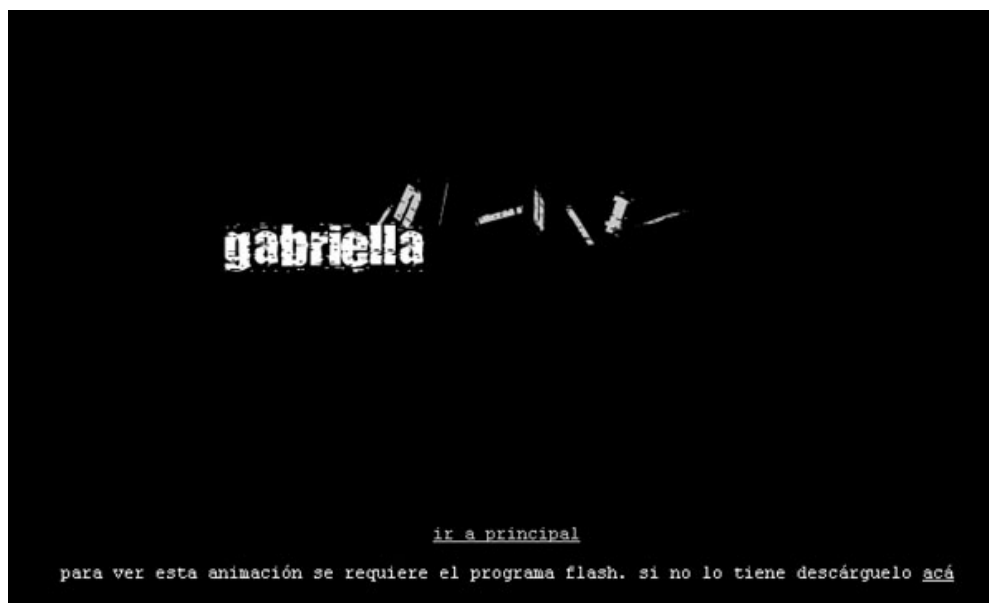 gabriella
ir a principal
para ver esta animación se requiere el programa flash. si no lo tiene descárguelo acá